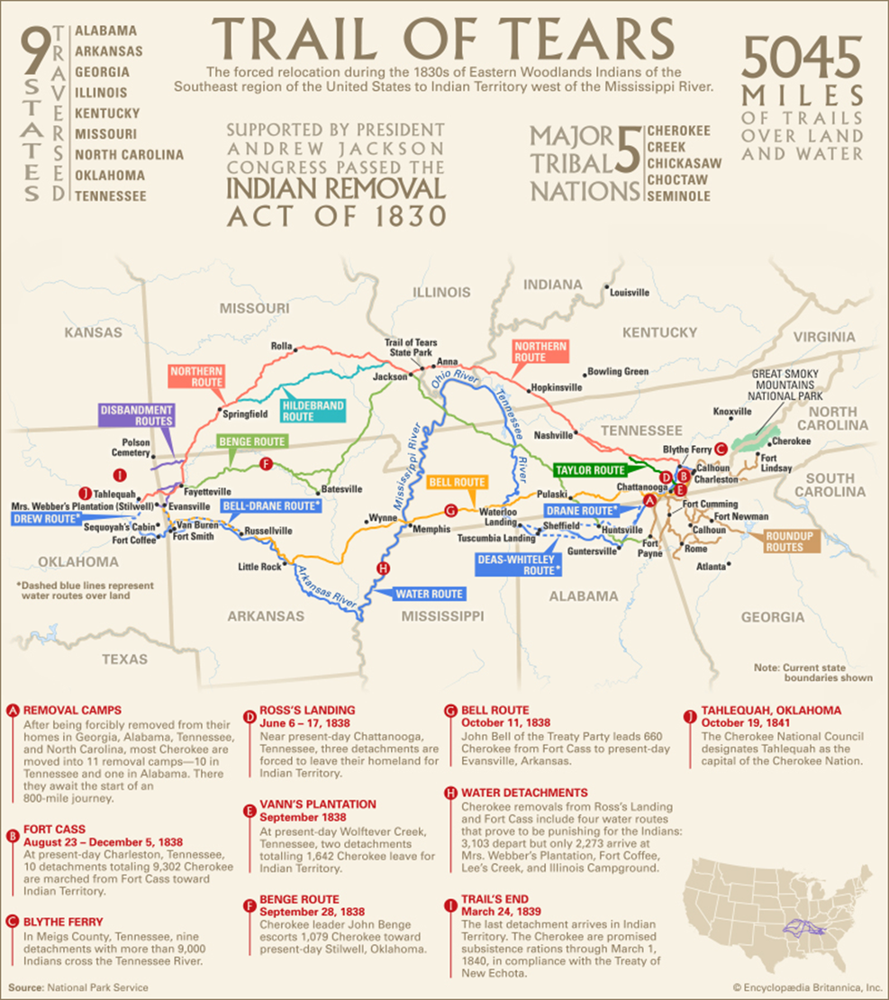 9
STATES
TRAVERSED
ALABAMA
ARKANSAS
GEORGIA
ILLINOIS
KENTUCKY
MISSOURI
NORTH CAROLINA
OKLAHOMA
TENNESSEE
TRAIL OF TEARS
The forced relocation during the 1830s of Eastern Woodlands Indians of the
Southeast region of the United States to Indian Territory west of the Mississippi River.
SUPPORTED BY PRESIDENT
ANDREW JACKSON
CONGRESS PASSED THE
INDIAN REMOVAL
ACT OF 1830
MAJOR
TRIBAL
NATIONS
5
CHEROKEE
CREEK
CHICKASAW
CHOCTAW
SEMINOLE
5045
MILES
OF TRAILS
OVER LAND
AND WATER
KANSAS
MISSOURI
ILLINOIS
INDIANA
Louisville
KENTUCKY
VIRGINIA
Rolla
Trail of Tears
State Park
Anna
Jackson
Ohio River
NORTHERN
ROUTE
NORTHERN
ROUTE
Bowling Green
Hopkinsville
GREAT SMOKY
MOUNTAINS
NATIONAL PARK
HILDEBRAND
ROUTE
Springfield
DISBANDMENT
ROUTES
Tennessee
River
Mississippi River
Knoxville
NORTH
CAROLINA
TENNESSEE
Nashville
Polson
Cemetery
BENGE ROUTE
F
I
Blythe Ferry
C
Cherokee
Fort
Lindsay
TAYLOR ROUTE
D
B
Calhoun
Charleston
Chattanooga
E
A
SOUTH
CAROLINA
J
Tahlequah
Fayetteville
Batesville
BELL ROUTE
G
Pulaski
Mrs. Webber's Plantation (Stilwell)
Evansville
BELL-DRANE ROUTE*
DREW ROUTE*
Waterloo
Landing
DRANE ROUTE*
Fort Cumming
Fort Newman
Sequoyah's Cabin
Van Buren
Fort Smith
Fort Coffee
Russellville
Wynne
Memphis
Tuscumbia Landing
Sheffield
Huntsville
Calhoun
ROUNDUP
ROUTES
Guntersville
Fort
Payne
Rome
Atlanta
OKLAHOMA
Little Rock
Arkansas River
H
DEAS-WHITELEY
ROUTE*
*Dashed blue lines represent
water routes over land
WATER ROUTE
ARKANSAS
MISSISSIPPI
ALABAMA
GEORGIA
TEXAS
Note: Current state
boundaries shown
A REMOVAL CAMPS
After being forcibly removed from their
homes in Georgia, Alabama, Tennessee,
and North Carolina, most Cherokee are
moved into 11 removal camps—10 in
Tennessee and one in Alabama. There
they await the start of an
800-mile journey.
B FORT CASS
August 23 – December 5, 1838
At present-day Charleston, Tennessee,
10 detachments totaling 9,302 Cherokee
are marched from Fort Cass toward
Indian Territory.
C BLYTHE FERRY
In Meigs County, Tennessee, nine
detachments with more than 9,000
Indians cross the Tennessee River.
D ROSS'S LANDING
June 6 – 17, 1838
Near present-day Chattanooga,
Tennessee, three detachments are
forced to leave their homeland for
Indian Territory.
E VANN'S PLANTATION
September 1838
At present-day Wolftever Creek,
Tennessee, two detachments
totalling 1,642 Cherokee leave for
Indian Territory.
F BENGE ROUTE
September 28, 1838
Cherokee leader John Benge
escorts 1,079 Cherokee toward
present-day Stilwell, Oklahoma.
G BELL ROUTE
October 11, 1838
John Bell of the Treaty Party leads 660
Cherokee from Fort Cass to present-day
Evansville, Arkansas.
H WATER DETACHMENTS
Cherokee removals from Ross's Landing
and Fort Cass include four water routes
that prove to be punishing for the Indians:
3,103 depart but only 2,273 arrive at
Mrs. Webber's Plantation, Fort Coffee,
Lee's Creek, and Illinois Campground.
I TRAIL'S END
March 24, 1839
The last detachment arrives in Indian
Territory. The Cherokee are promised
subsistence rations through March 1,
1840, in compliance with the Treaty of
New Echota.
J TAHLEQUAH, OKLAHOMA
October 19, 1841
The Cherokee National Council
designates Tahlequah as the
capital of the Cherokee Nation.
Source: National Park Service
© Encyclopædia Britannica, Inc.